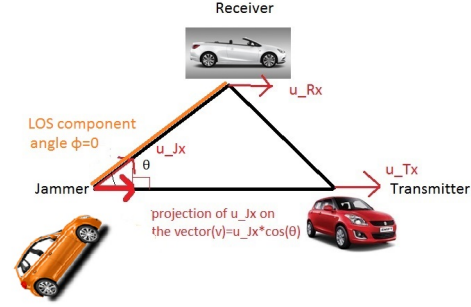 Receiver
u_Rx
LOS component
angle ϕ=0
u_Jx
θ
u_Tx
Jammer
Transmitter
projection of u_Jx on
the vector(v)=u_Jx*cos(θ)